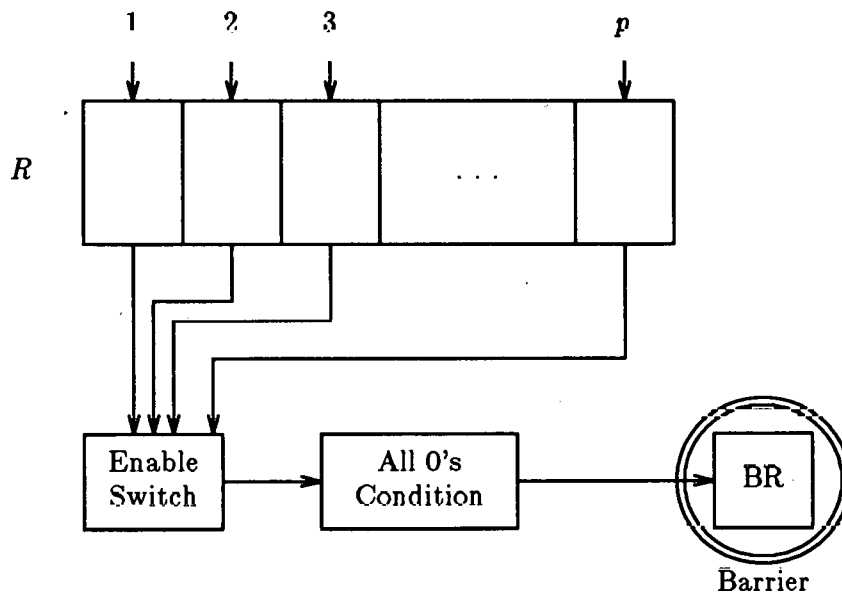 1 2 3 p
R
. . .
Enable
Switch
All 0's
Condition
BR
Barrier